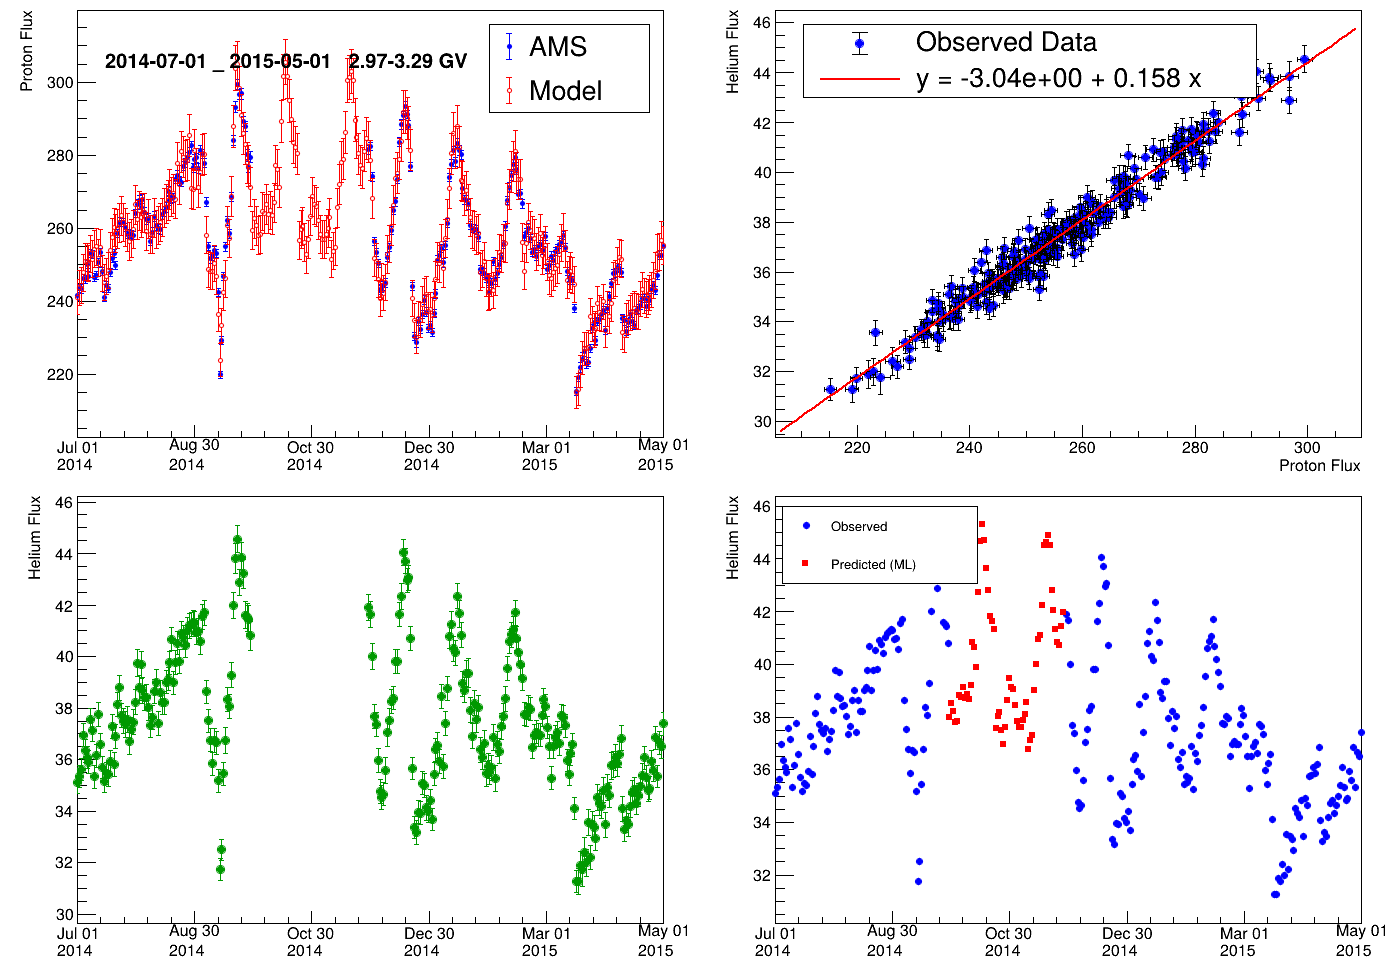 Proton Flux
300
280
260
240
220
2014-07-01 _ 2015-05-01 2.97-3.29 GV
AMS
Model
Jul 01
2014
Aug 30
2014
Oct 30
2014
Dec 30
2014
Mar 01
2015
May 01
2015
Helium Flux
46
44
42
40
38
36
34
32
30
Observed Data
y = -3.04e+00 + 0.158 x
220
240
260
280
300
Proton Flux
Helium Flux
46
44
42
40
38
36
34
32
30
Jul 01
2014
Aug 30
2014
Oct 30
2014
Dec 30
2014
Mar 01
2015
May 01
2015
Helium Flux
46
44
42
40
38
36
34
32
Observed
Predicted (ML)
Jul 01
2014
Aug 30
2014
Oct 30
2014
Dec 30
2014
Mar 01
2015
May 01
2015